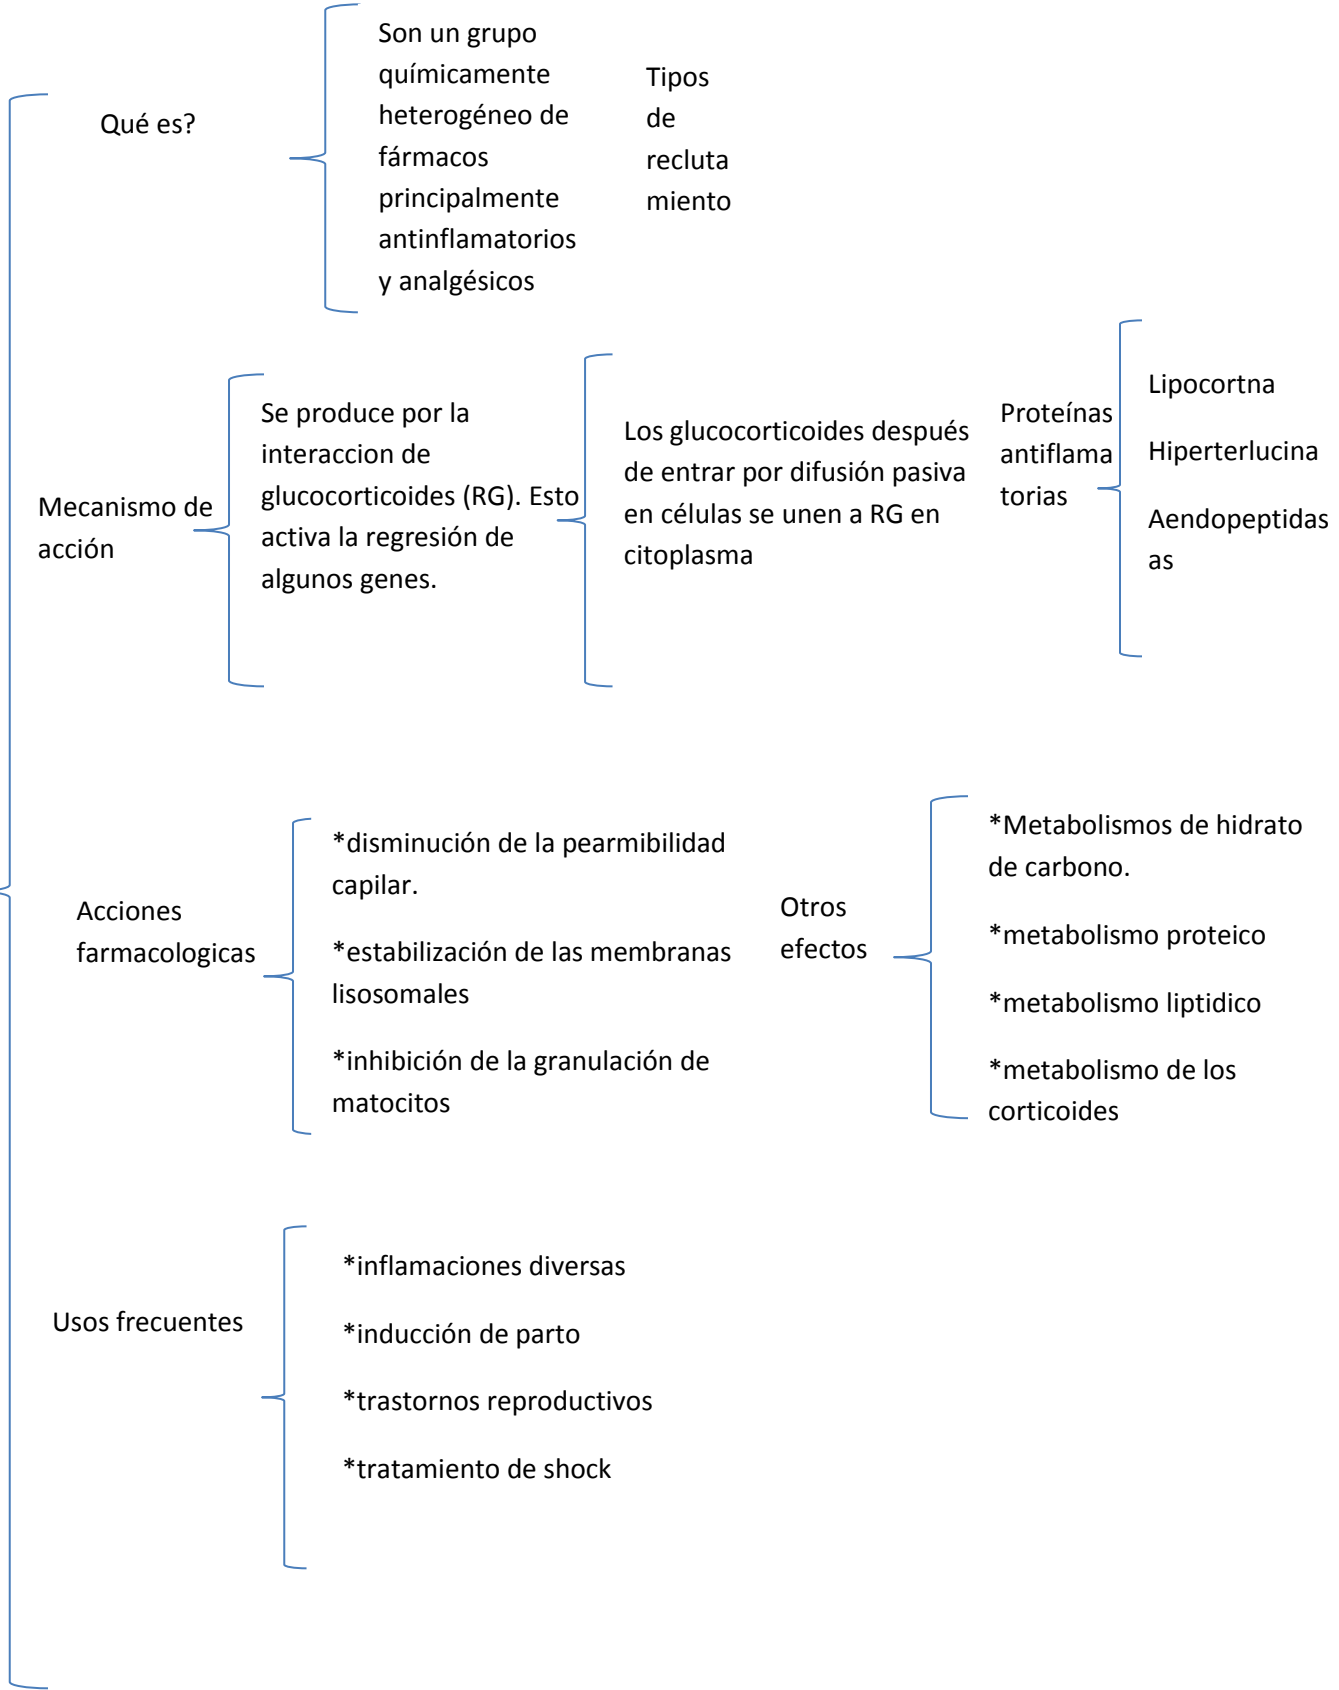 Qué es?
Son un grupo
químicamente
heterogéneo de
fármacos
principalmente
antinflamatorios
y analgésicos
Tipos
de
recluta
miento
Mecanismo de
acción
Se produce por la
interaccion de
glucocorticoides (RG). Esto
activa la regresión de
algunos genes.
Los glucocorticoides después
de entrar por difusión pasiva
en células se unen a RG en
citoplasma
Proteínas
antiflama
torias
Lipocortna
Hiperterlucina
Aendopeptidas
as
Acciones
farmacologicas
*disminución de la pearmibilidad
capilar.
*estabilización de las membranas
lisosomales
*inhibición de la granulación de
matocitos
Otros
efectos
*Metabolismos de hidrato
de carbono.
*metabolismo proteico
*metabolismo liptidico
*metabolismo de los
corticoides
Usos frecuentes
*inflamaciones diversas
*inducción de parto
*trastornos reproductivos
*tratamiento de shock